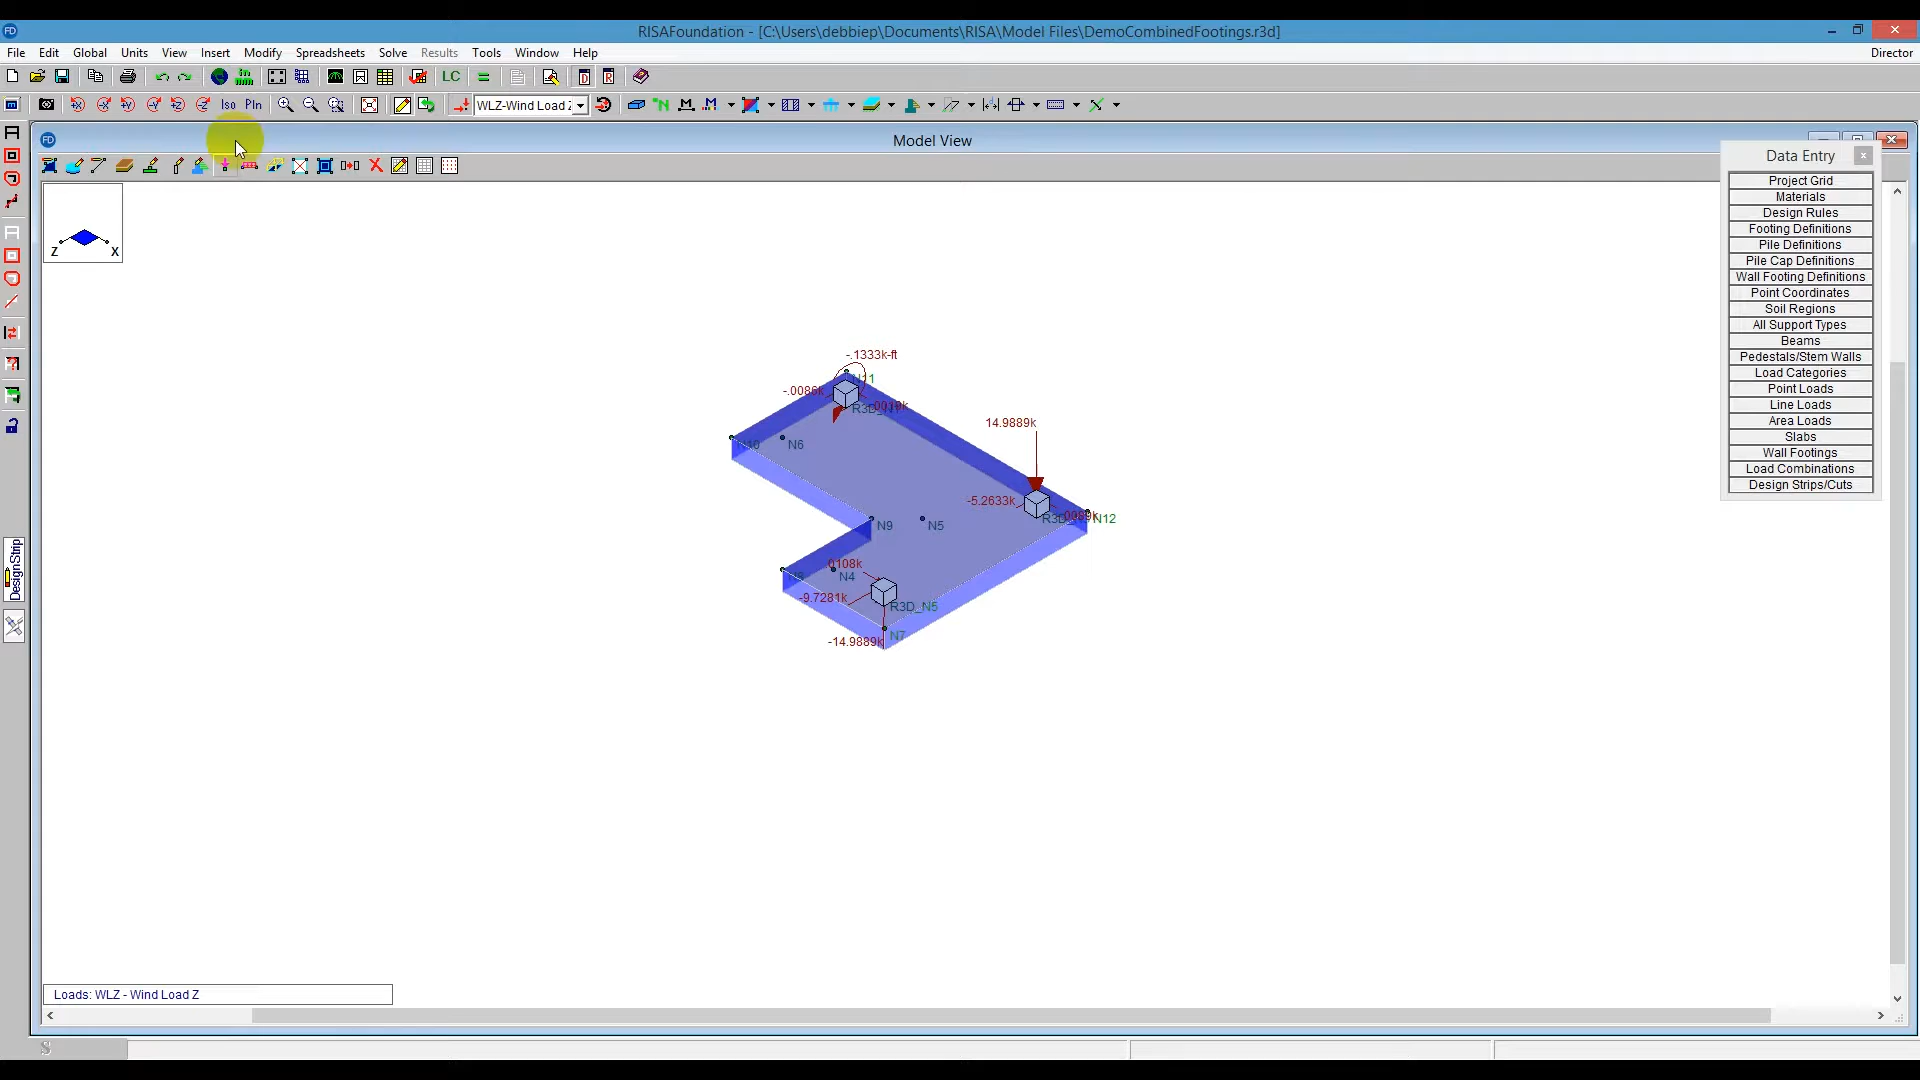 FD
RISAFoundation - [C:\Users\debbiep\Documents\RISA\Model Files\DemoCombinedFootings.r3d]
File Edit Global Units View Insert Modify Spreadsheets Solve Results Tools Window Help
Director
LC
D R
Iso Pln
WLZ-Wind Load
N M M
FD
Model View
Data Entry
Project Grid
Materials
Design Rules
Footing Definitions
Pile Definitions
Pile Cap Definitions
Wall Footing Definitions
Point Coordinates
Soil Regions
All Support Types
Beams
Pedestals/Stem Walls
Load Categories
Point Loads
Line Loads
Area Loads
Slabs
Wall Footings
Load Combinations
Design Strips/Cuts
Z X
-.1333k-ft
-.0086k
N6
14.9889k
-5.2633k
N12
N9 N5
.0108k
N4
-9.7281k
R3D_N5
N7
-14.9889k
DesignStrip
Loads: WLZ - Wind Load Z
S